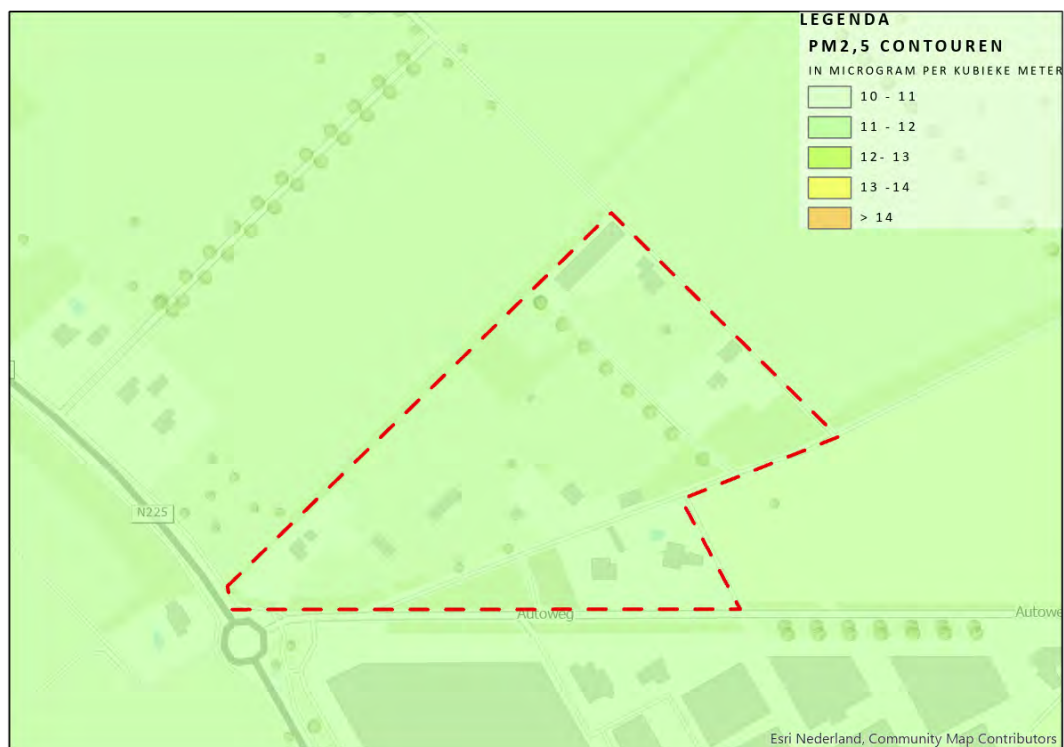 LEGENDA
PM2,5 CONTOUREN
IN MICROGRAM PER KUBIEKE METER
10 - 11
11 - 12
12- 13
13 -14
> 14
N225
Autoweg
Autowe
Esri Nederland, Community Map Contributors